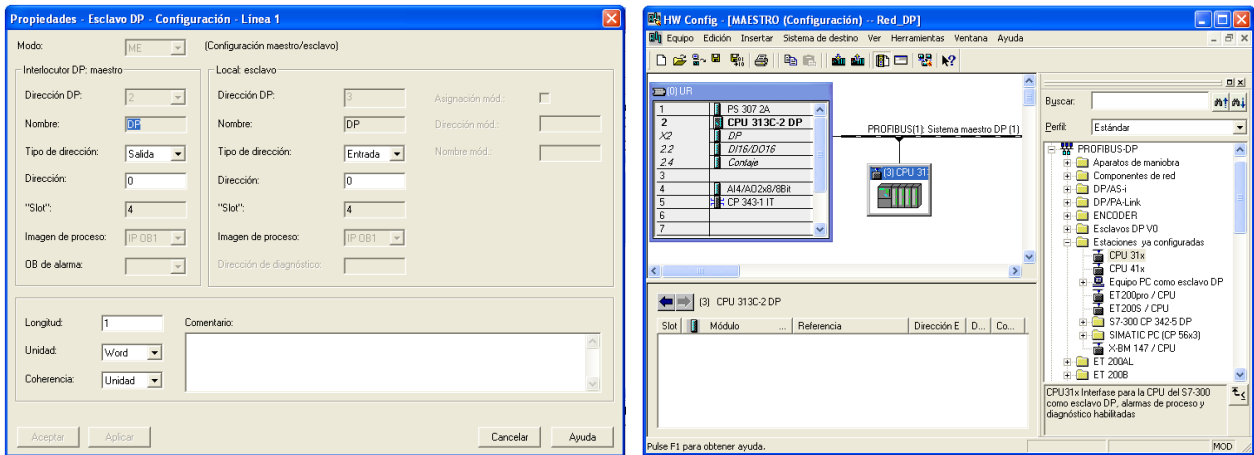 Propiedades - Esclavo DP - Configuración - Línea 1
Modo: ME (Configuración maestro/esclavo)
Interlocutor DP: maestro
Dirección DP: 2
Nombre: DP
Tipo de dirección: Salida
Dirección: 0
"Slot": 4
Imagen de proceso: IP OB1
OB de alarma:
Local: esclavo
Dirección DP: 3
Nombre: DP
Tipo de dirección: Entrada
Dirección: 0
"Slot": 4
Imagen de proceso: IP OB1
Dirección de diagnóstico:
Asignación mód.:
Dirección mód.:
Nombre mód.:
Longitud: 1
Unidad: Word
Coherencia: Unidad
Comentario:
Aceptar Aplicar Cancelar Ayuda
HW Config - [MAESTRO (Configuración) -- Red_DP]
Equipo Edición Insertar Sistema de destino Ver Herramientas Ventana Ayuda
(0) UR
1 PS 307 2A
2 CPU 313C-2 DP
X2 DP
2.2 DI16/DO16
2.4 Contaje
3
4 AI4/AO2x8/8Bit
5 CP 343-1 IT
6
7
PROFIBUS(1): Sistema maestro DP (1)
(3) CPU 31
(3) CPU 313C-2 DP
Slot Módulo ... Referencia Dirección E D... Co...
Buscar:
Perfil: Estándar
PROFIBUS-DP
Aparatos de maniobra
Componentes de red
DP/AS-i
DP/PA-Link
ENCODER
Esclavos DP V0
Estaciones ya configuradas
CPU 31x
CPU 41x
Equipo PC como esclavo DP
ET200pro / CPU
ET200S / CPU
S7-300 CP 342-5 DP
SIMATIC PC (CP 56x3)
X-BM 147 / CPU
ET 200AL
ET 200B
CPU31x Interfase para la CPU del S7-300
como esclavo DP, alarmas de proceso y
diagnóstico habilitadas
Pulse F1 para obtener ayuda.
MOD